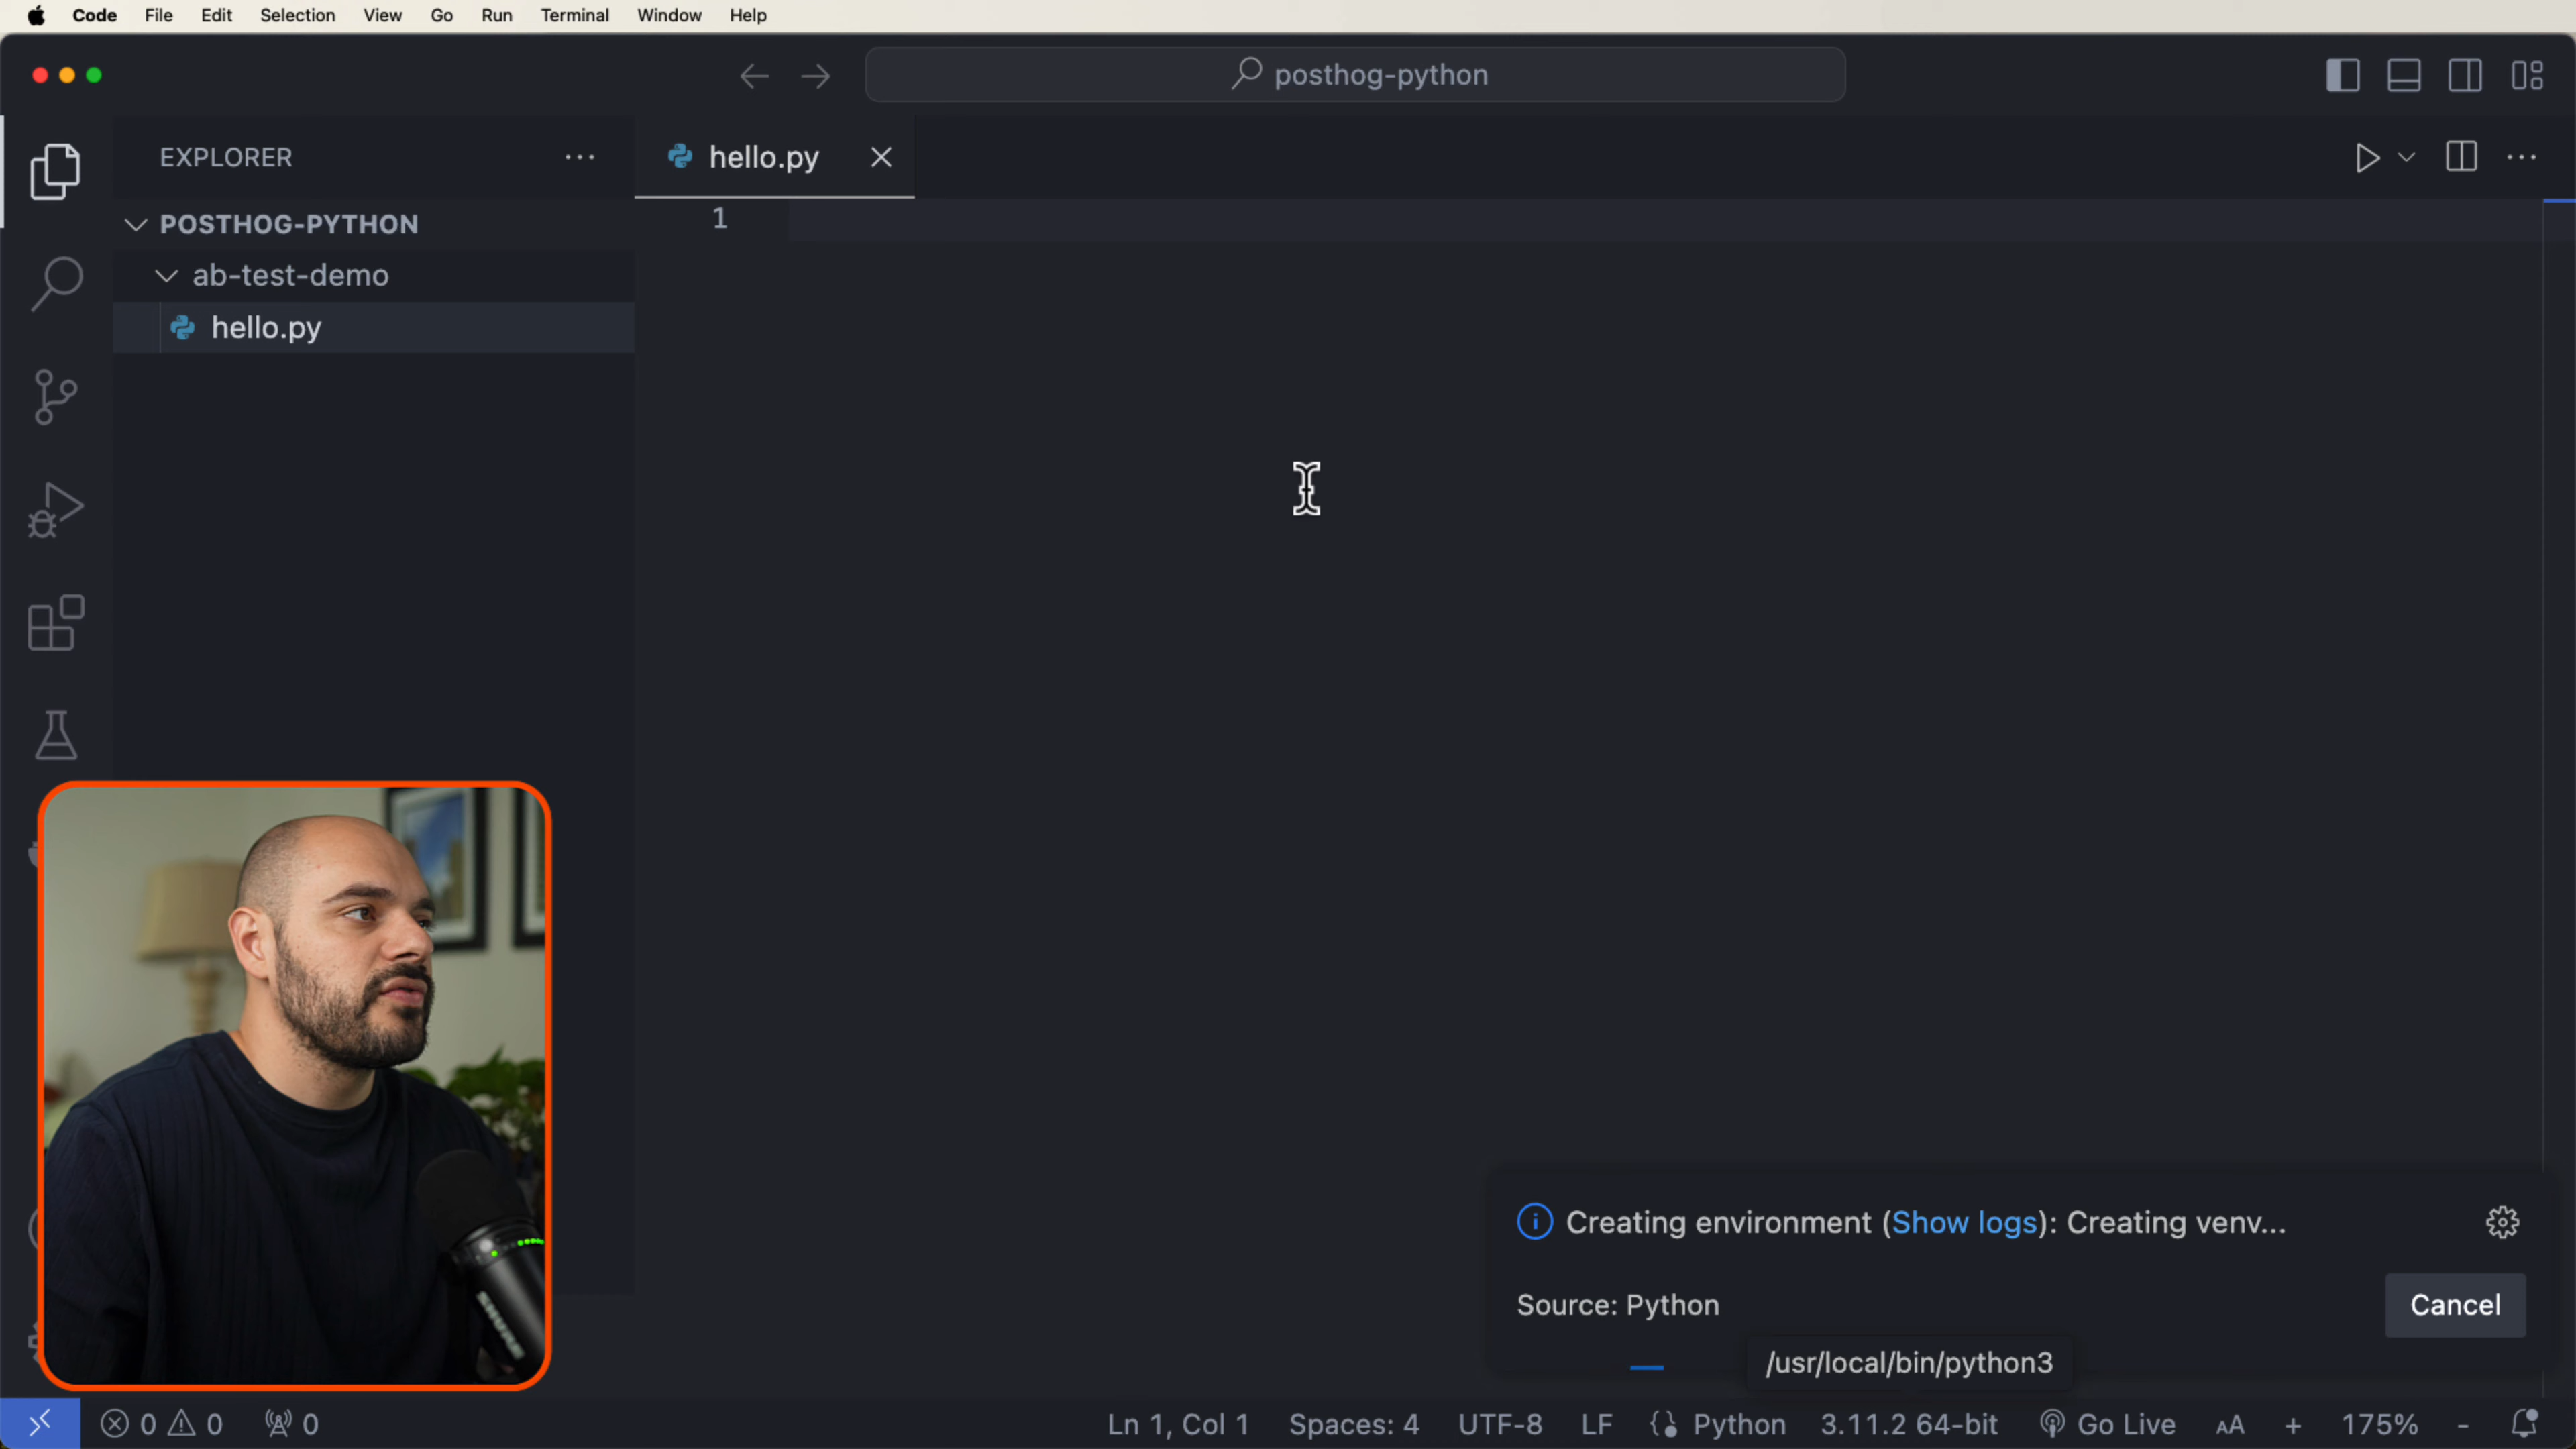 Code File Edit Selection View Go Run Terminal Window Help
posthog-python
EXPLORER
hello.py
POSTHOG-PYTHON
1
ab-test-demo
hello.py
Creating environment (Show logs): Creating venv...
Source: Python
Cancel
/usr/local/bin/python3
0 0 0
Ln 1, Col 1 Spaces: 4 UTF-8 LF Python 3.11.2 64-bit Go Live AA + 175% -
SHURE